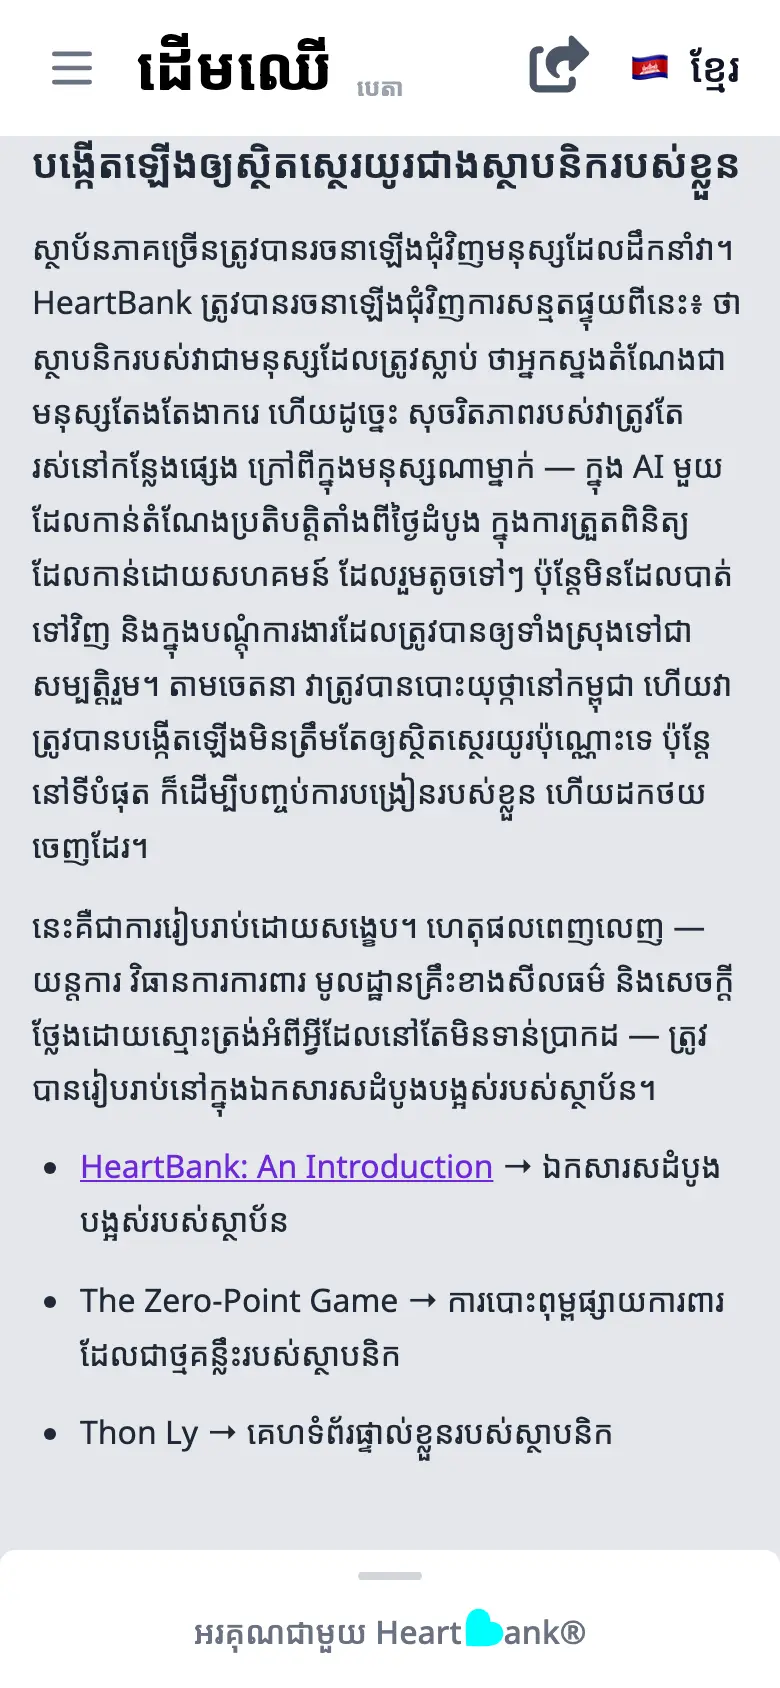 ដើមឈើ បេតា 🇰🇭 ខ្មែរ
បង្កើតឡើងឲ្យស្ថិតស្ថេរយូរជាងស្ថាបនិករបស់ខ្លួន
ស្ថាប័នភាគច្រើនត្រូវបានរចនាឡើងជុំវិញមនុស្សដែលដឹកនាំវា។
HeartBank ត្រូវបានរចនាឡើងជុំវិញការសន្មតផ្ទុយពីនេះ៖ ថា
ស្ថាបនិករបស់វាជាមនុស្សដែលត្រូវស្លាប់ ថាអ្នកស្នងតំណែងជា
មនុស្សតែងតែងាករេ ហើយដូច្នេះ សុចរិតភាពរបស់វាត្រូវតែ
រស់នៅកន្លែងផ្សេង ក្រៅពីក្នុងមនុស្សណាម្នាក់ — ក្នុង AI មួយ
ដែលកាន់តំណែងប្រតិបត្តិតាំងពីថ្ងៃដំបូង ក្នុងការត្រួតពិនិត្យ
ដែលកាន់ដោយសហគមន៍ ដែលរួមតូចទៅៗ ប៉ុន្តែមិនដែលបាត់
ទៅវិញ និងក្នុងបណ្តុំការងារដែលត្រូវបានឲ្យទាំងស្រុងទៅជា
សម្បត្តិរួម។ តាមចេតនា វាត្រូវបានបោះយុថ្កានៅកម្ពុជា ហើយវា
ត្រូវបានបង្កើតឡើងមិនត្រឹមតែឲ្យស្ថិតស្ថេរយូរប៉ុណ្ណោះទេ ប៉ុន្តែ
នៅទីបំផុត ក៏ដើម្បីបញ្ចប់ការបង្រៀនរបស់ខ្លួន ហើយដកថយ
ចេញដែរ។
នេះគឺជាការរៀបរាប់ដោយសង្ខេប។ ហេតុផលពេញលេញ —
យន្តការ វិធានការការពារ មូលដ្ឋានគ្រឹះខាងសីលធម៌ និងសេចក្តី
ថ្លែងដោយស្មោះត្រង់អំពីអ្វីដែលនៅតែមិនទាន់ប្រាកដ — ត្រូវ
បានរៀបរាប់នៅក្នុងឯកសារសដំបូងបង្អស់របស់ស្ថាប័ន។
• HeartBank: An Introduction → ឯកសារសដំបូង
បង្អស់របស់ស្ថាប័ន
• The Zero-Point Game → ការបោះពុម្ពផ្សាយការពារ
ដែលជាថ្មគន្លឹះរបស់ស្ថាបនិក
• Thon Ly → គេហទំព័រផ្ទាល់ខ្លួនរបស់ស្ថាបនិក
អរគុណជាមួយ HeartBank®